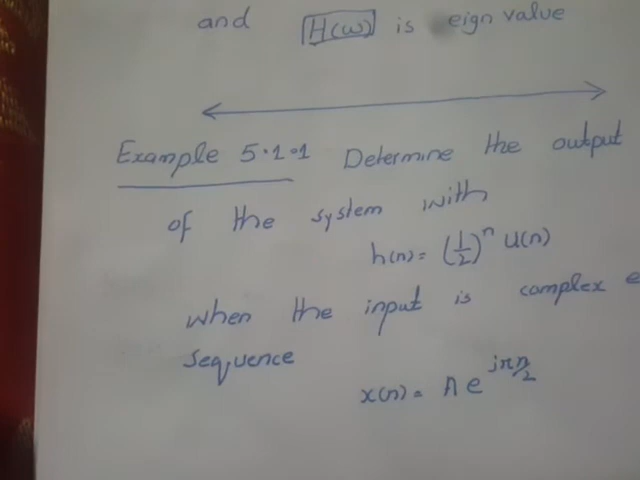 and H(ω) is eign value
Example 5.1.1 Determine the output
of the system with
h(n) = (1/2)^n u(n)
when the input is complex e
sequence
x(n) = n e^jπn/2